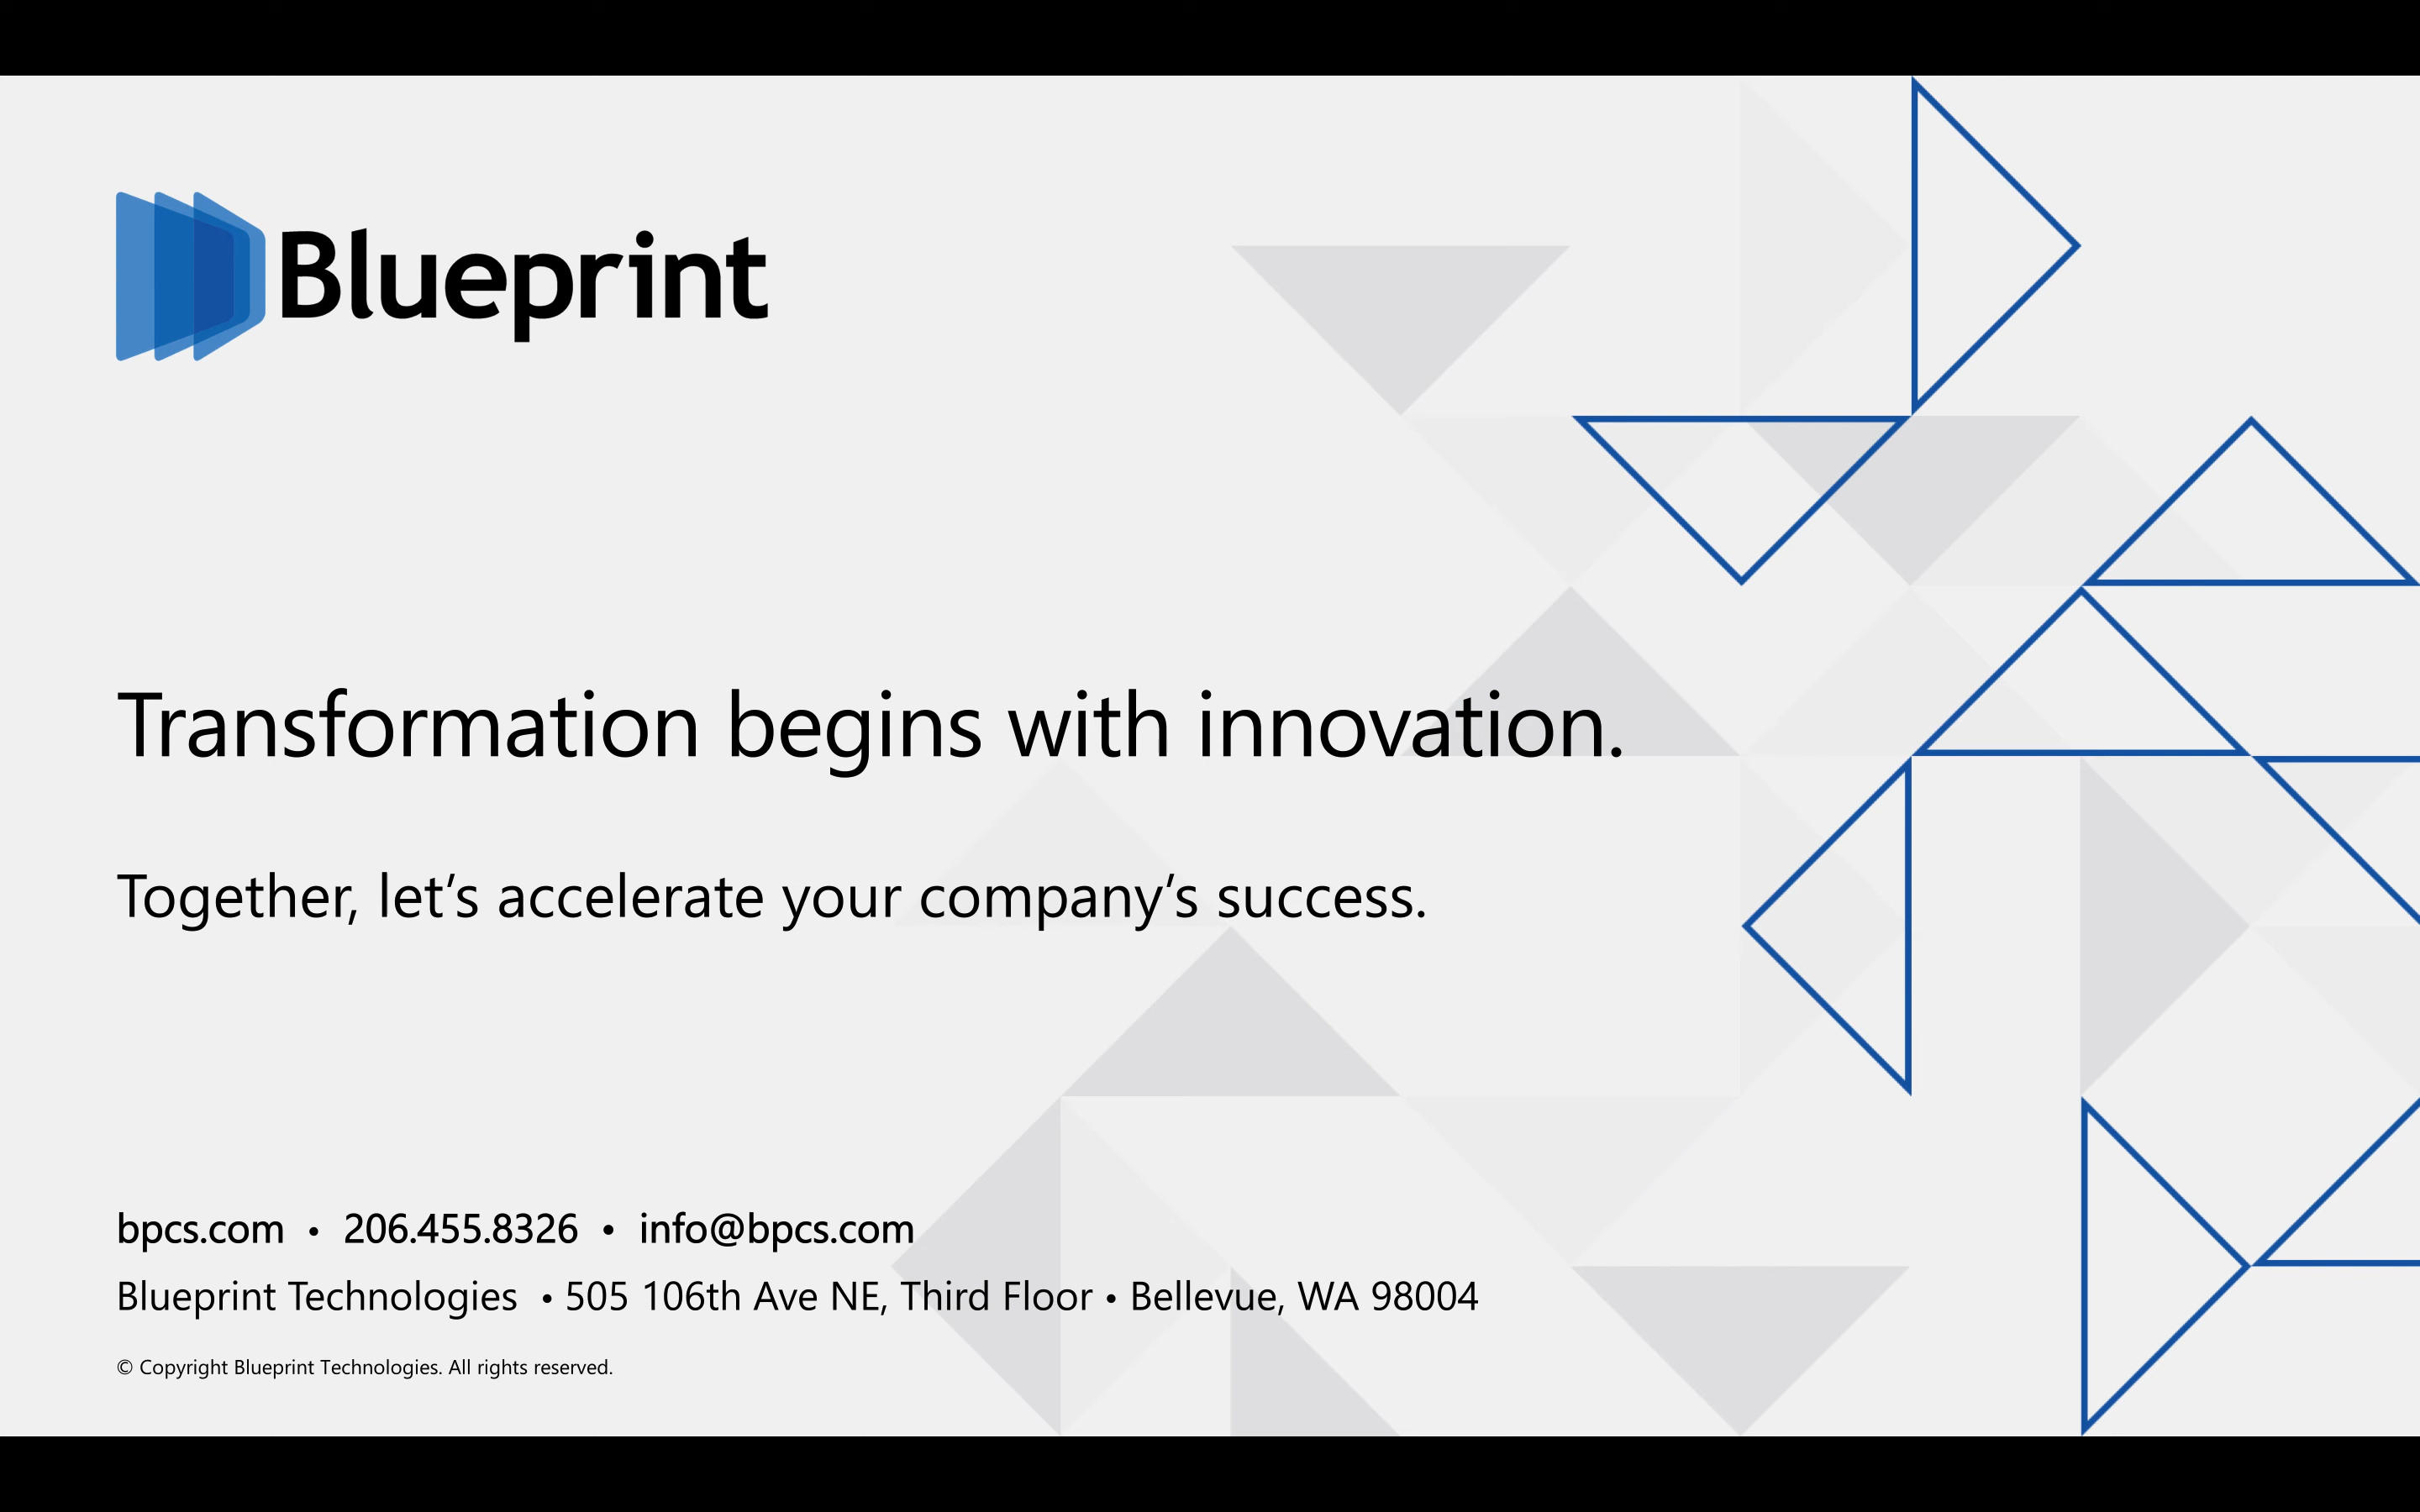 Blueprint
Transformation begins with innovation.
Together, let’s accelerate your company’s success.
bpcs.com • 206.455.8326 • info@bpcs.com
Blueprint Technologies • 505 106th Ave NE, Third Floor • Bellevue, WA 98004
© Copyright Blueprint Technologies. All rights reserved.